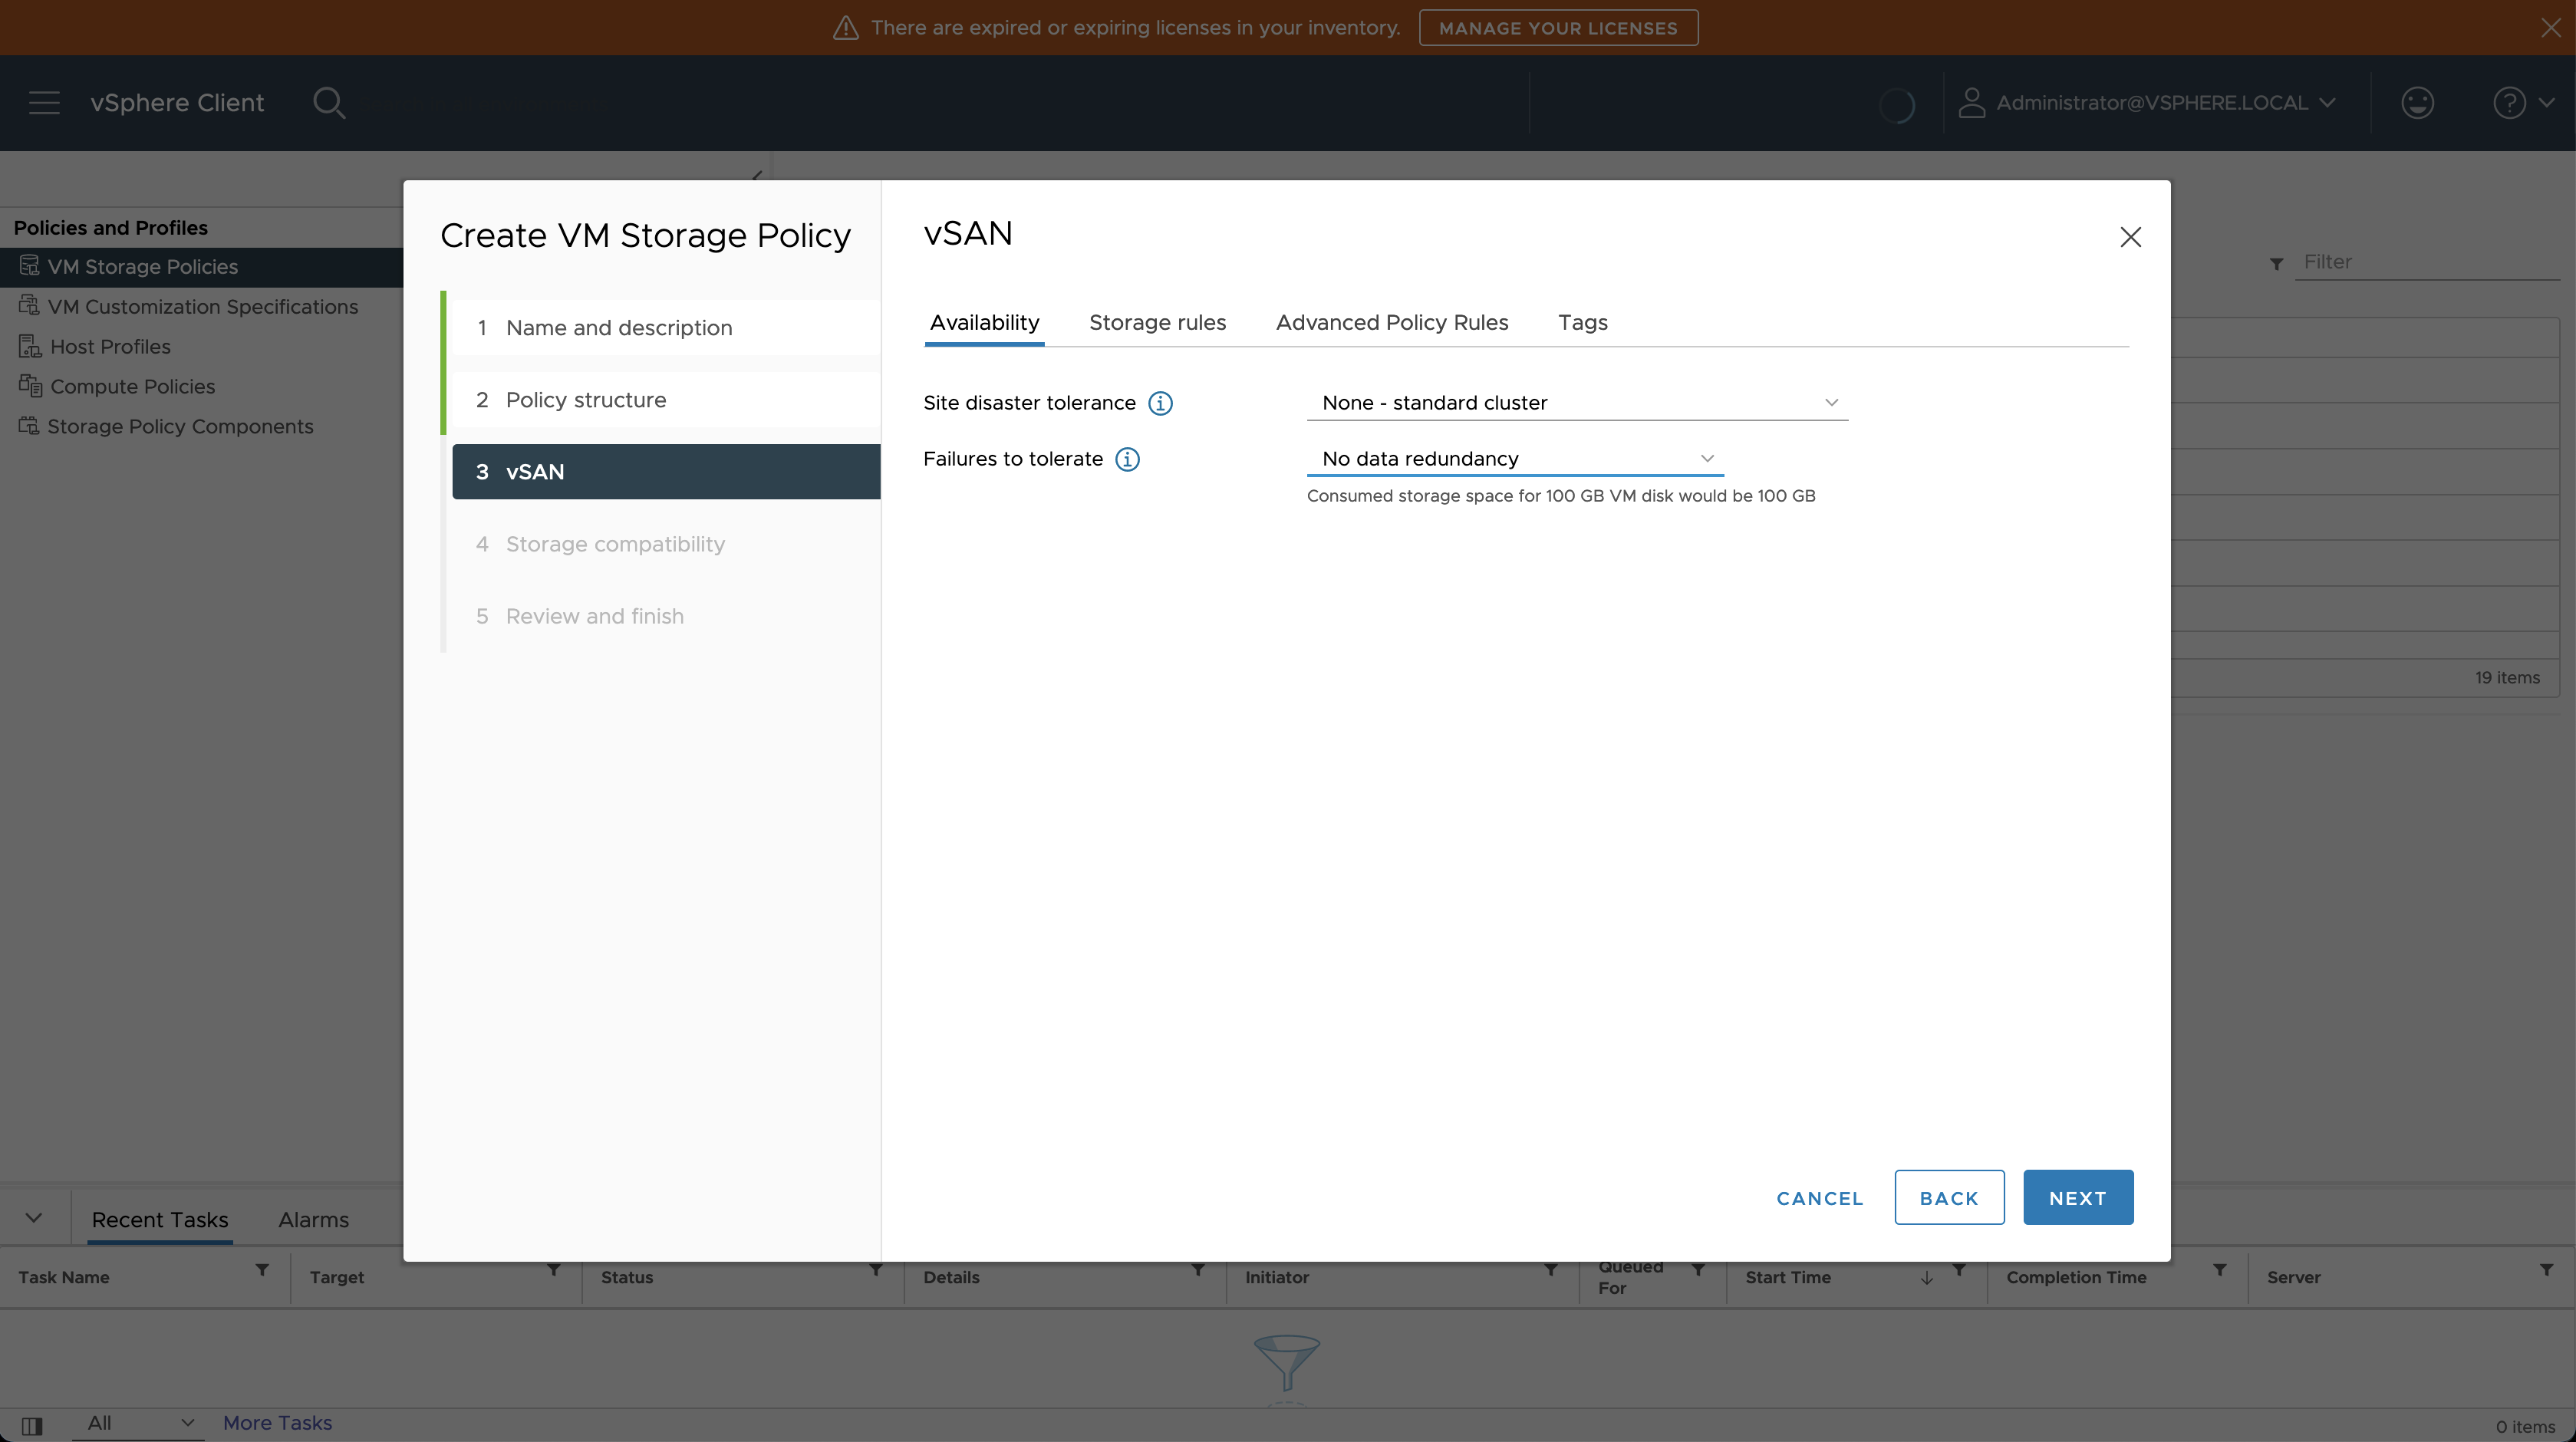 There are expired or expiring licenses in your inventory. MANAGE YOUR LICENSES
vSphere Client
Administrator@VSPHERE.LOCAL
Policies and Profiles
VM Storage Policies
VM Customization Specifications
Host Profiles
Compute Policies
Storage Policy Components
Create VM Storage Policy
1 Name and description
2 Policy structure
3 vSAN
4 Storage compatibility
5 Review and finish
vSAN
Availability Storage rules Advanced Policy Rules Tags
Site disaster tolerance None - standard cluster
Failures to tolerate No data redundancy
Consumed storage space for 100 GB VM disk would be 100 GB
CANCEL BACK NEXT
Filter
19 items
Recent Tasks Alarms
Task Name Target Status Details Initiator Queued For Start Time Completion Time Server
All More Tasks
0 items